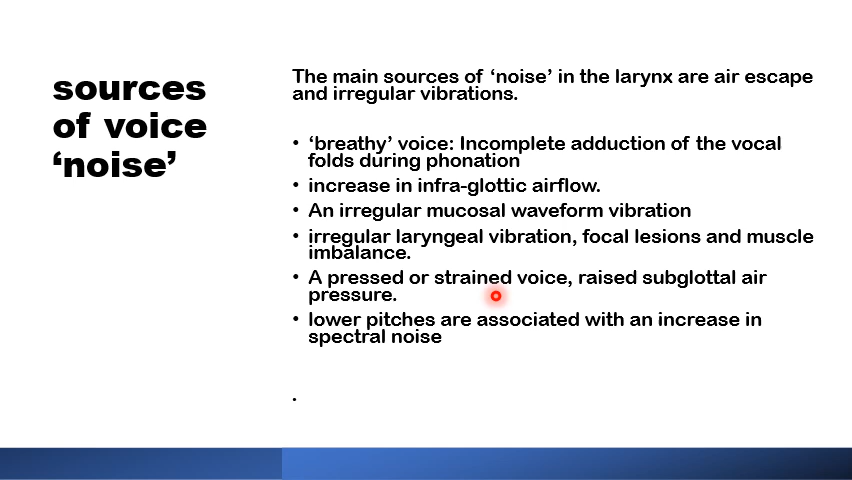 sources
of voice
‘noise’
The main sources of ‘noise’ in the larynx are air escape
and irregular vibrations.
• ‘breathy’ voice: Incomplete adduction of the vocal
folds during phonation
• increase in infra-glottic airflow.
• An irregular mucosal waveform vibration
• irregular laryngeal vibration, focal lesions and muscle
imbalance.
• A pressed or strained voice, raised subglottal air
pressure.
• lower pitches are associated with an increase in
spectral noise
.